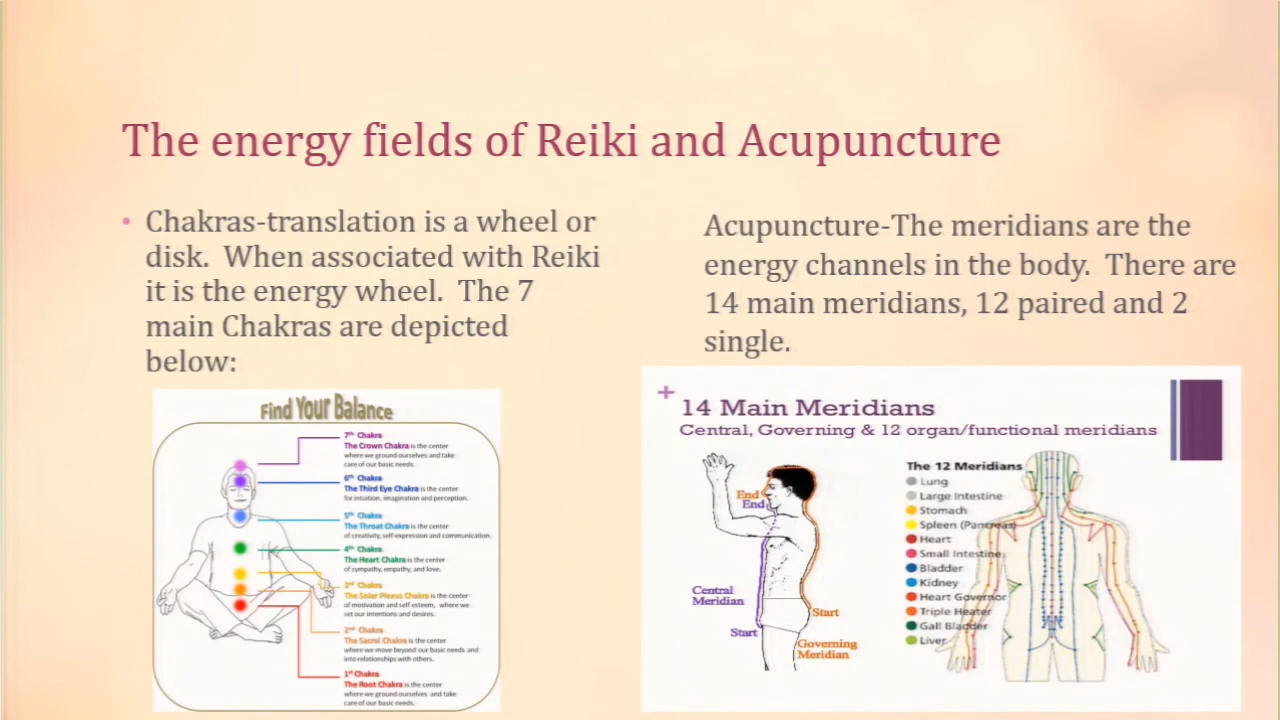 The energy fields of Reiki and Acupuncture
• Chakras-translation is a wheel or
disk. When associated with Reiki
it is the energy wheel. The 7
main Chakras are depicted
below:
Acupuncture-The meridians are the
energy channels in the body. There are
14 main meridians, 12 paired and 2
single.
Find Your Balance
7th Chakra
The Crown Chakra is the center
where we ground ourselves and take
care of our basic needs.
6th Chakra
The Third Eye Chakra is the center
for intuition, imagination and perception.
5th Chakra
The Throat Chakra is the center
of creativity, self-expression and communication.
4th Chakra
The Heart Chakra is the center
of sympathy, empathy, and love.
3rd Chakra
The Solar Plexus Chakra is the center
of motivation and self esteem, where we
set our intentions and desires.
2nd Chakra
The Sacral Chakra is the center
where we move beyond our basic needs and
into relationships with others.
1st Chakra
The Root Chakra is the center
where we ground ourselves and take
care of our basic needs.
+ 14 Main Meridians
Central, Governing & 12 organ/functional meridians
End
End
Central
Meridian
Start
Start
Governing
Meridian
The 12 Meridians
Lung
Large Intestine
Stomach
Spleen (Pancreas)
Heart
Small Intestine
Bladder
Kidney
Heart Governor
Triple Heater
Gall Bladder
Liver